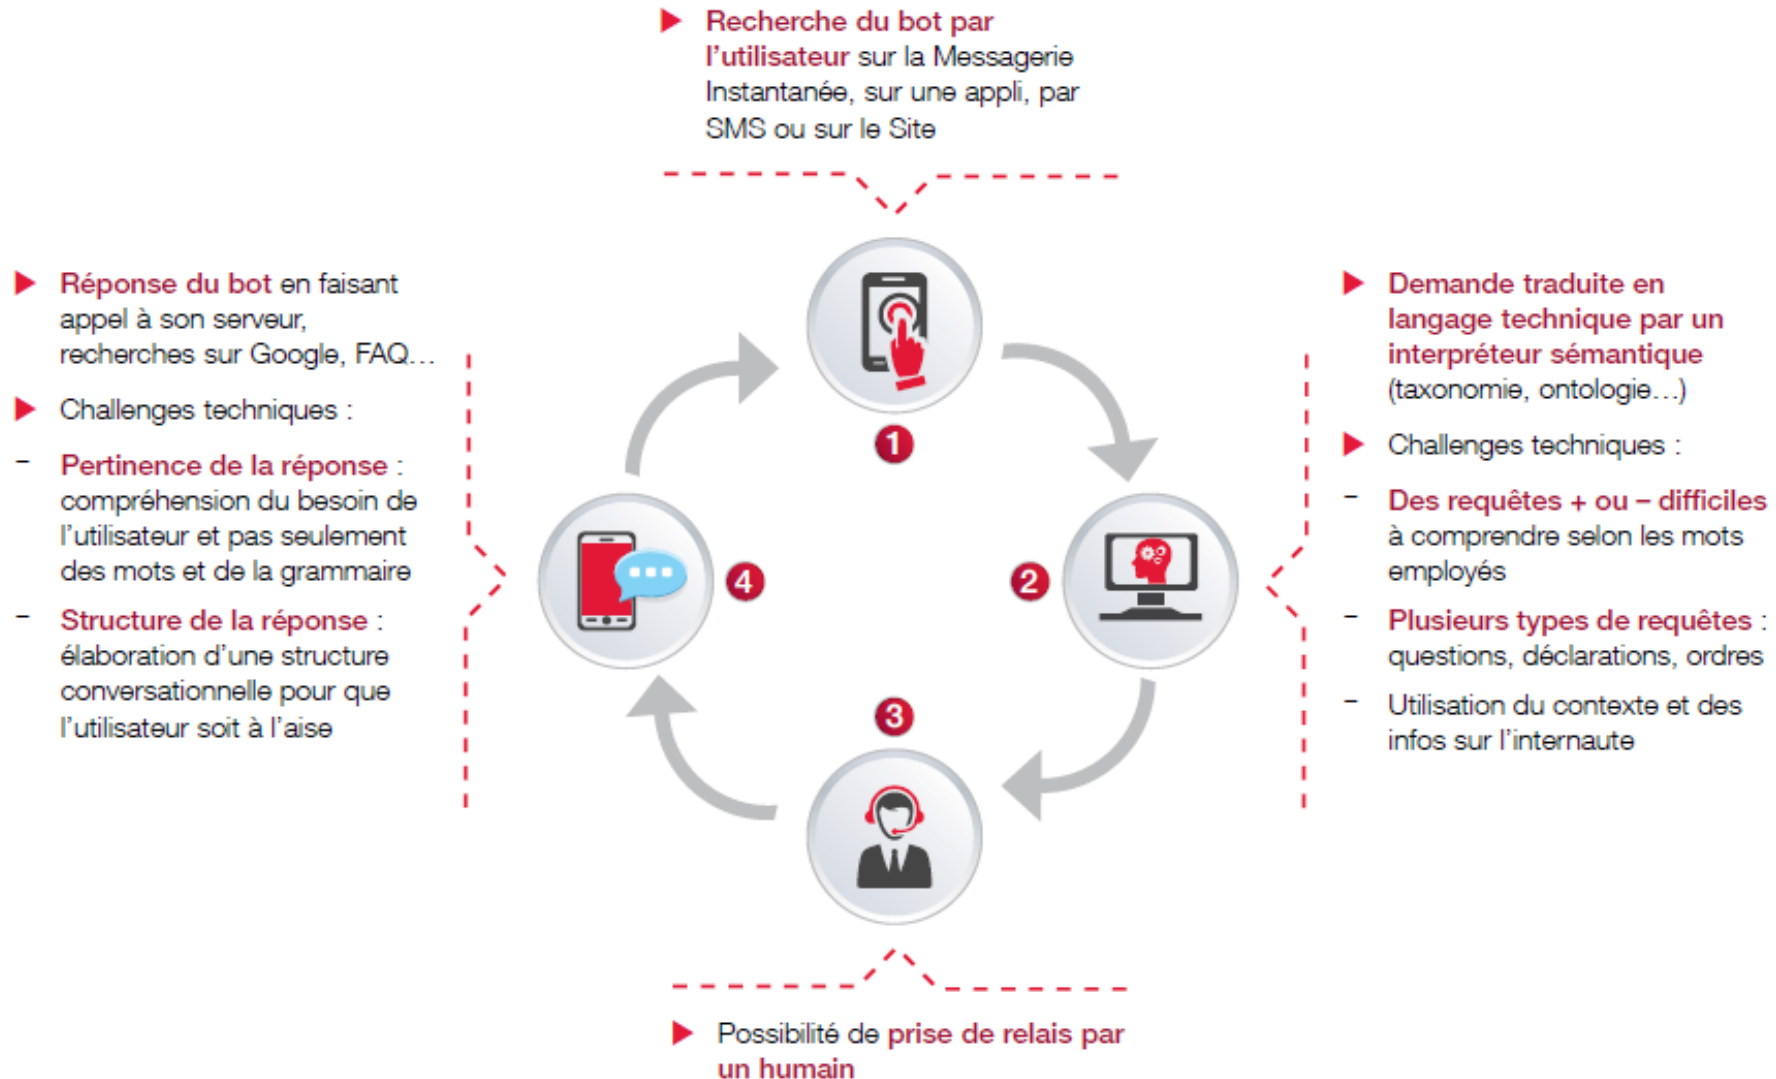 Recherche du bot par
l'utilisateur sur la Messagerie
Instantanée, sur une appli, par
SMS ou sur le Site
1
Demande traduite en
langage technique par un
interpréteur sémantique
(taxonomie, ontologie…)
Challenges techniques :
– Des requêtes + ou – difficiles
à comprendre selon les mots
employés
– Plusieurs types de requêtes :
questions, déclarations, ordres
– Utilisation du contexte et des
infos sur l'internaute
2
3
Possibilité de prise de relais par
un humain
4
Réponse du bot en faisant
appel à son serveur,
recherches sur Google, FAQ…
Challenges techniques :
– Pertinence de la réponse :
compréhension du besoin de
l'utilisateur et pas seulement
des mots et de la grammaire
– Structure de la réponse :
élaboration d'une structure
conversationnelle pour que
l'utilisateur soit à l'aise